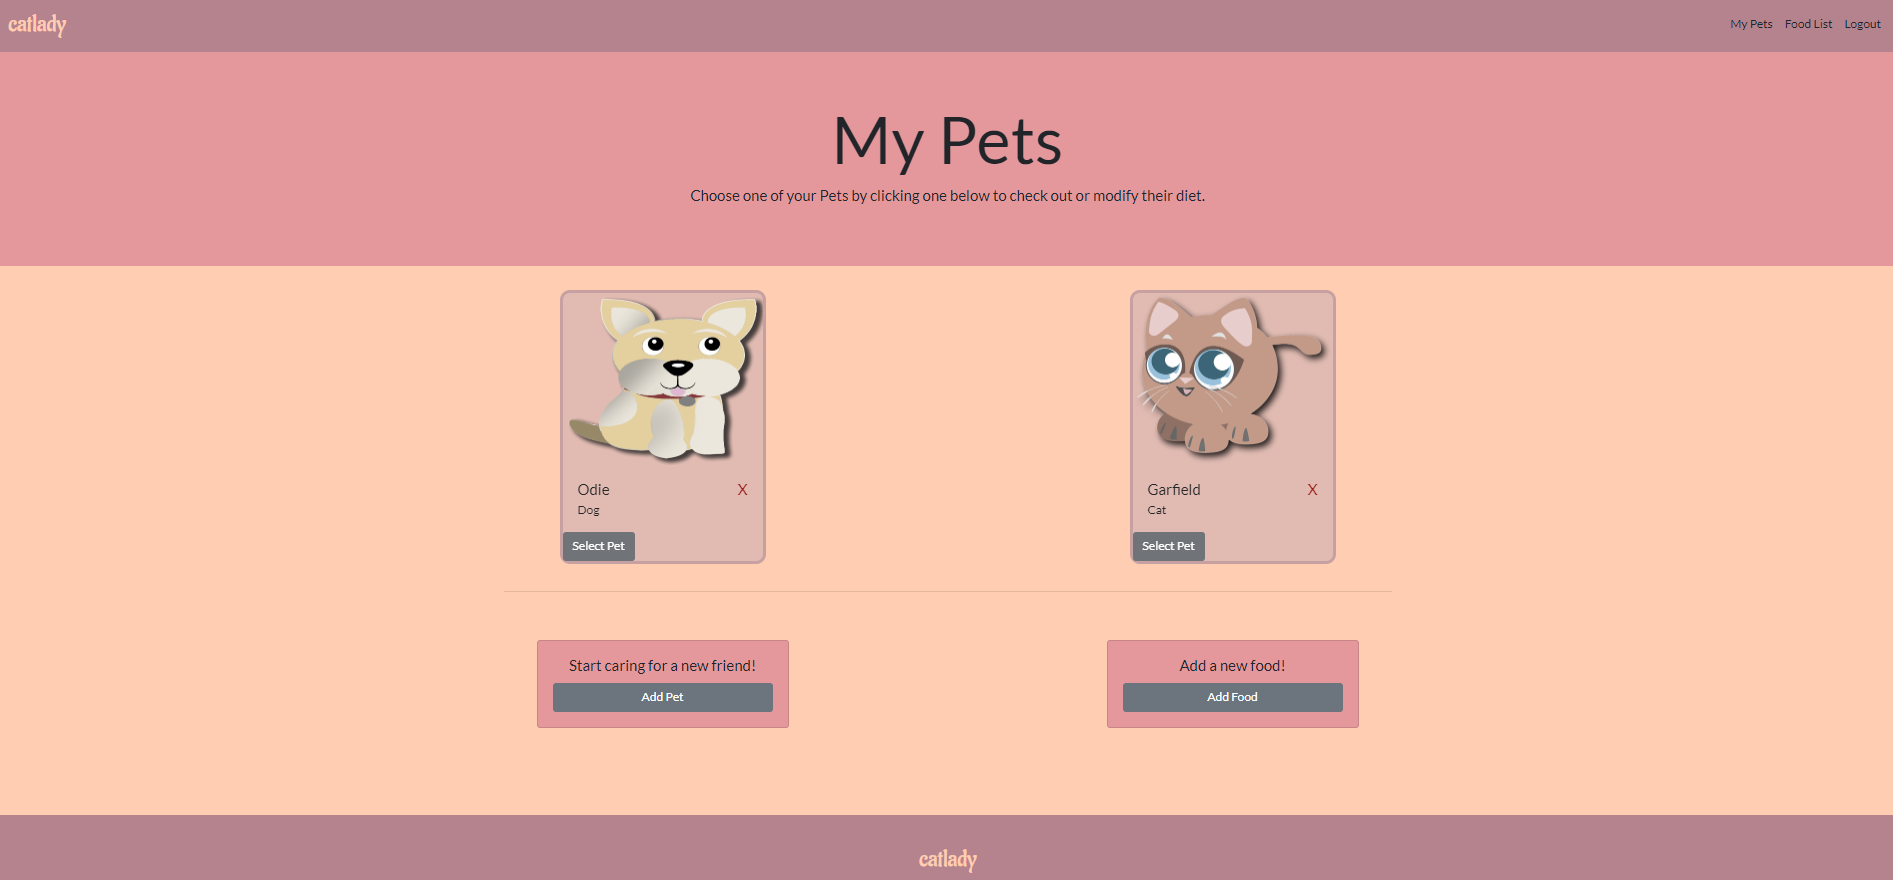 catlady
My Pets Food List Logout
My Pets
Choose one of your Pets by clicking one below to check out or modify their diet.
Odie X
Dog
Select Pet
Garfield X
Cat
Select Pet
Start caring for a new friend!
Add Pet
Add a new food!
Add Food
catlady